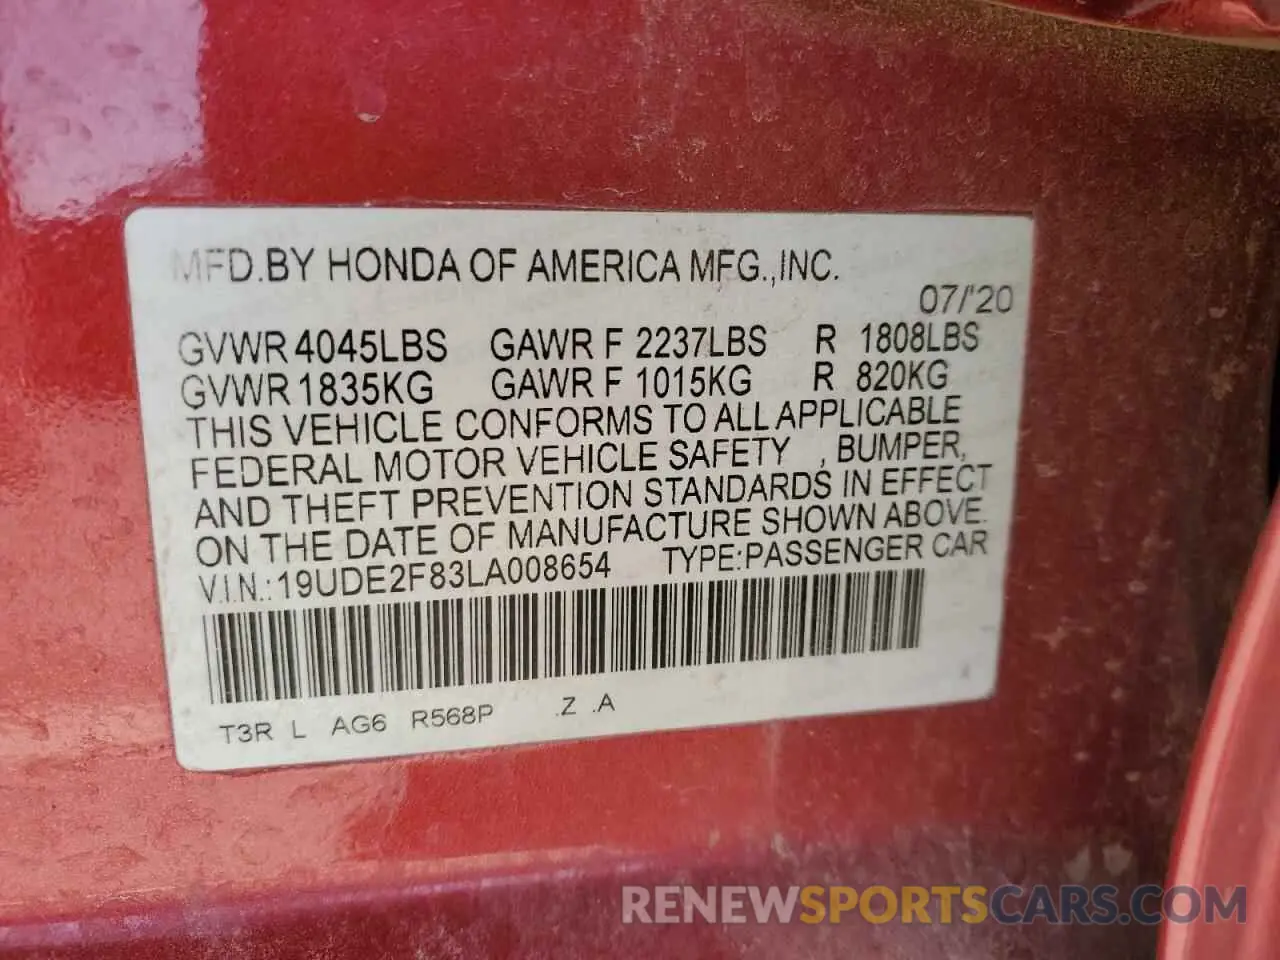 MFD.BY HONDA OF AMERICA MFG.,INC.
07/'20
GVWR 4045LBS GAWR F 2237LBS R 1808LBS
GVWR 1835KG GAWR F 1015KG R 820KG
THIS VEHICLE CONFORMS TO ALL APPLICABLE
FEDERAL MOTOR VEHICLE SAFETY , BUMPER,
AND THEFT PREVENTION STANDARDS IN EFFECT
ON THE DATE OF MANUFACTURE SHOWN ABOVE.
V.I.N.:19UDE2F83LA008654 TYPE:PASSENGER CAR
T3R L AG6 R568P .Z .A
RENEWSPORTSCARS.COM